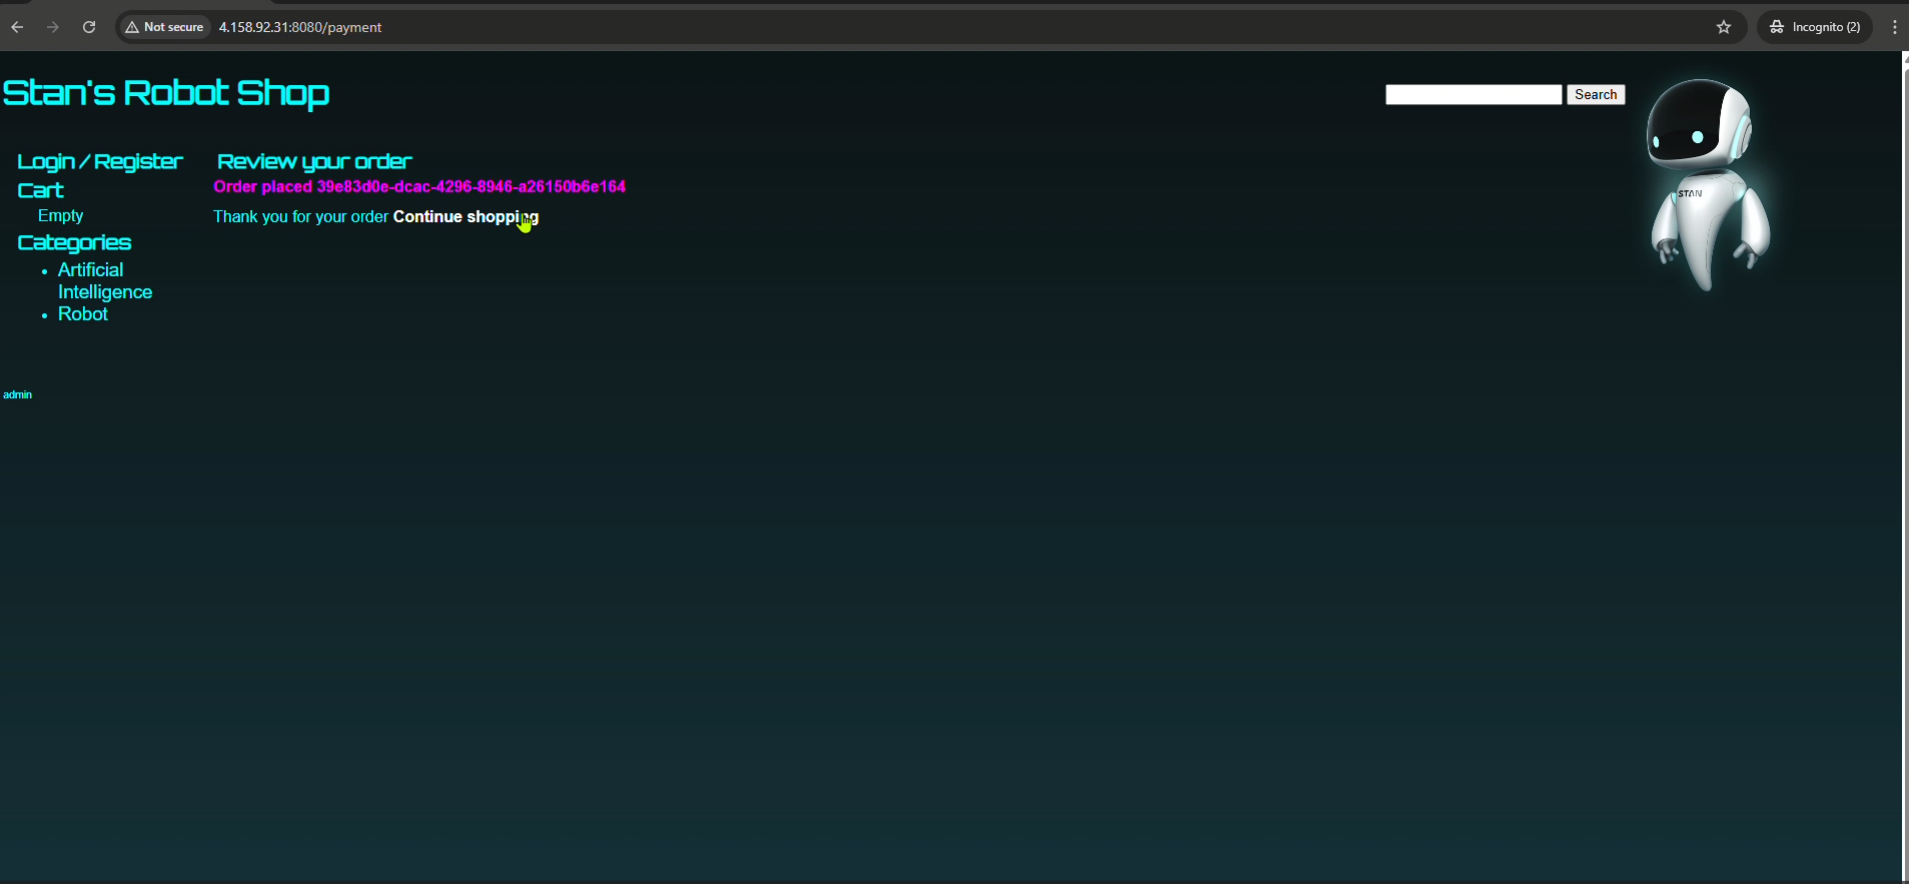 Not secure
4.158.92.31:8080/payment
Incognito (2)
Stan's Robot Shop
Search
STAN
Login / Register
Cart
Empty
Categories
Artificial
Intelligence
Robot
admin
Review your order
Order placed 39e83d0e-dcac-4296-8946-a26150b6e164
Thank you for your order Continue shopping